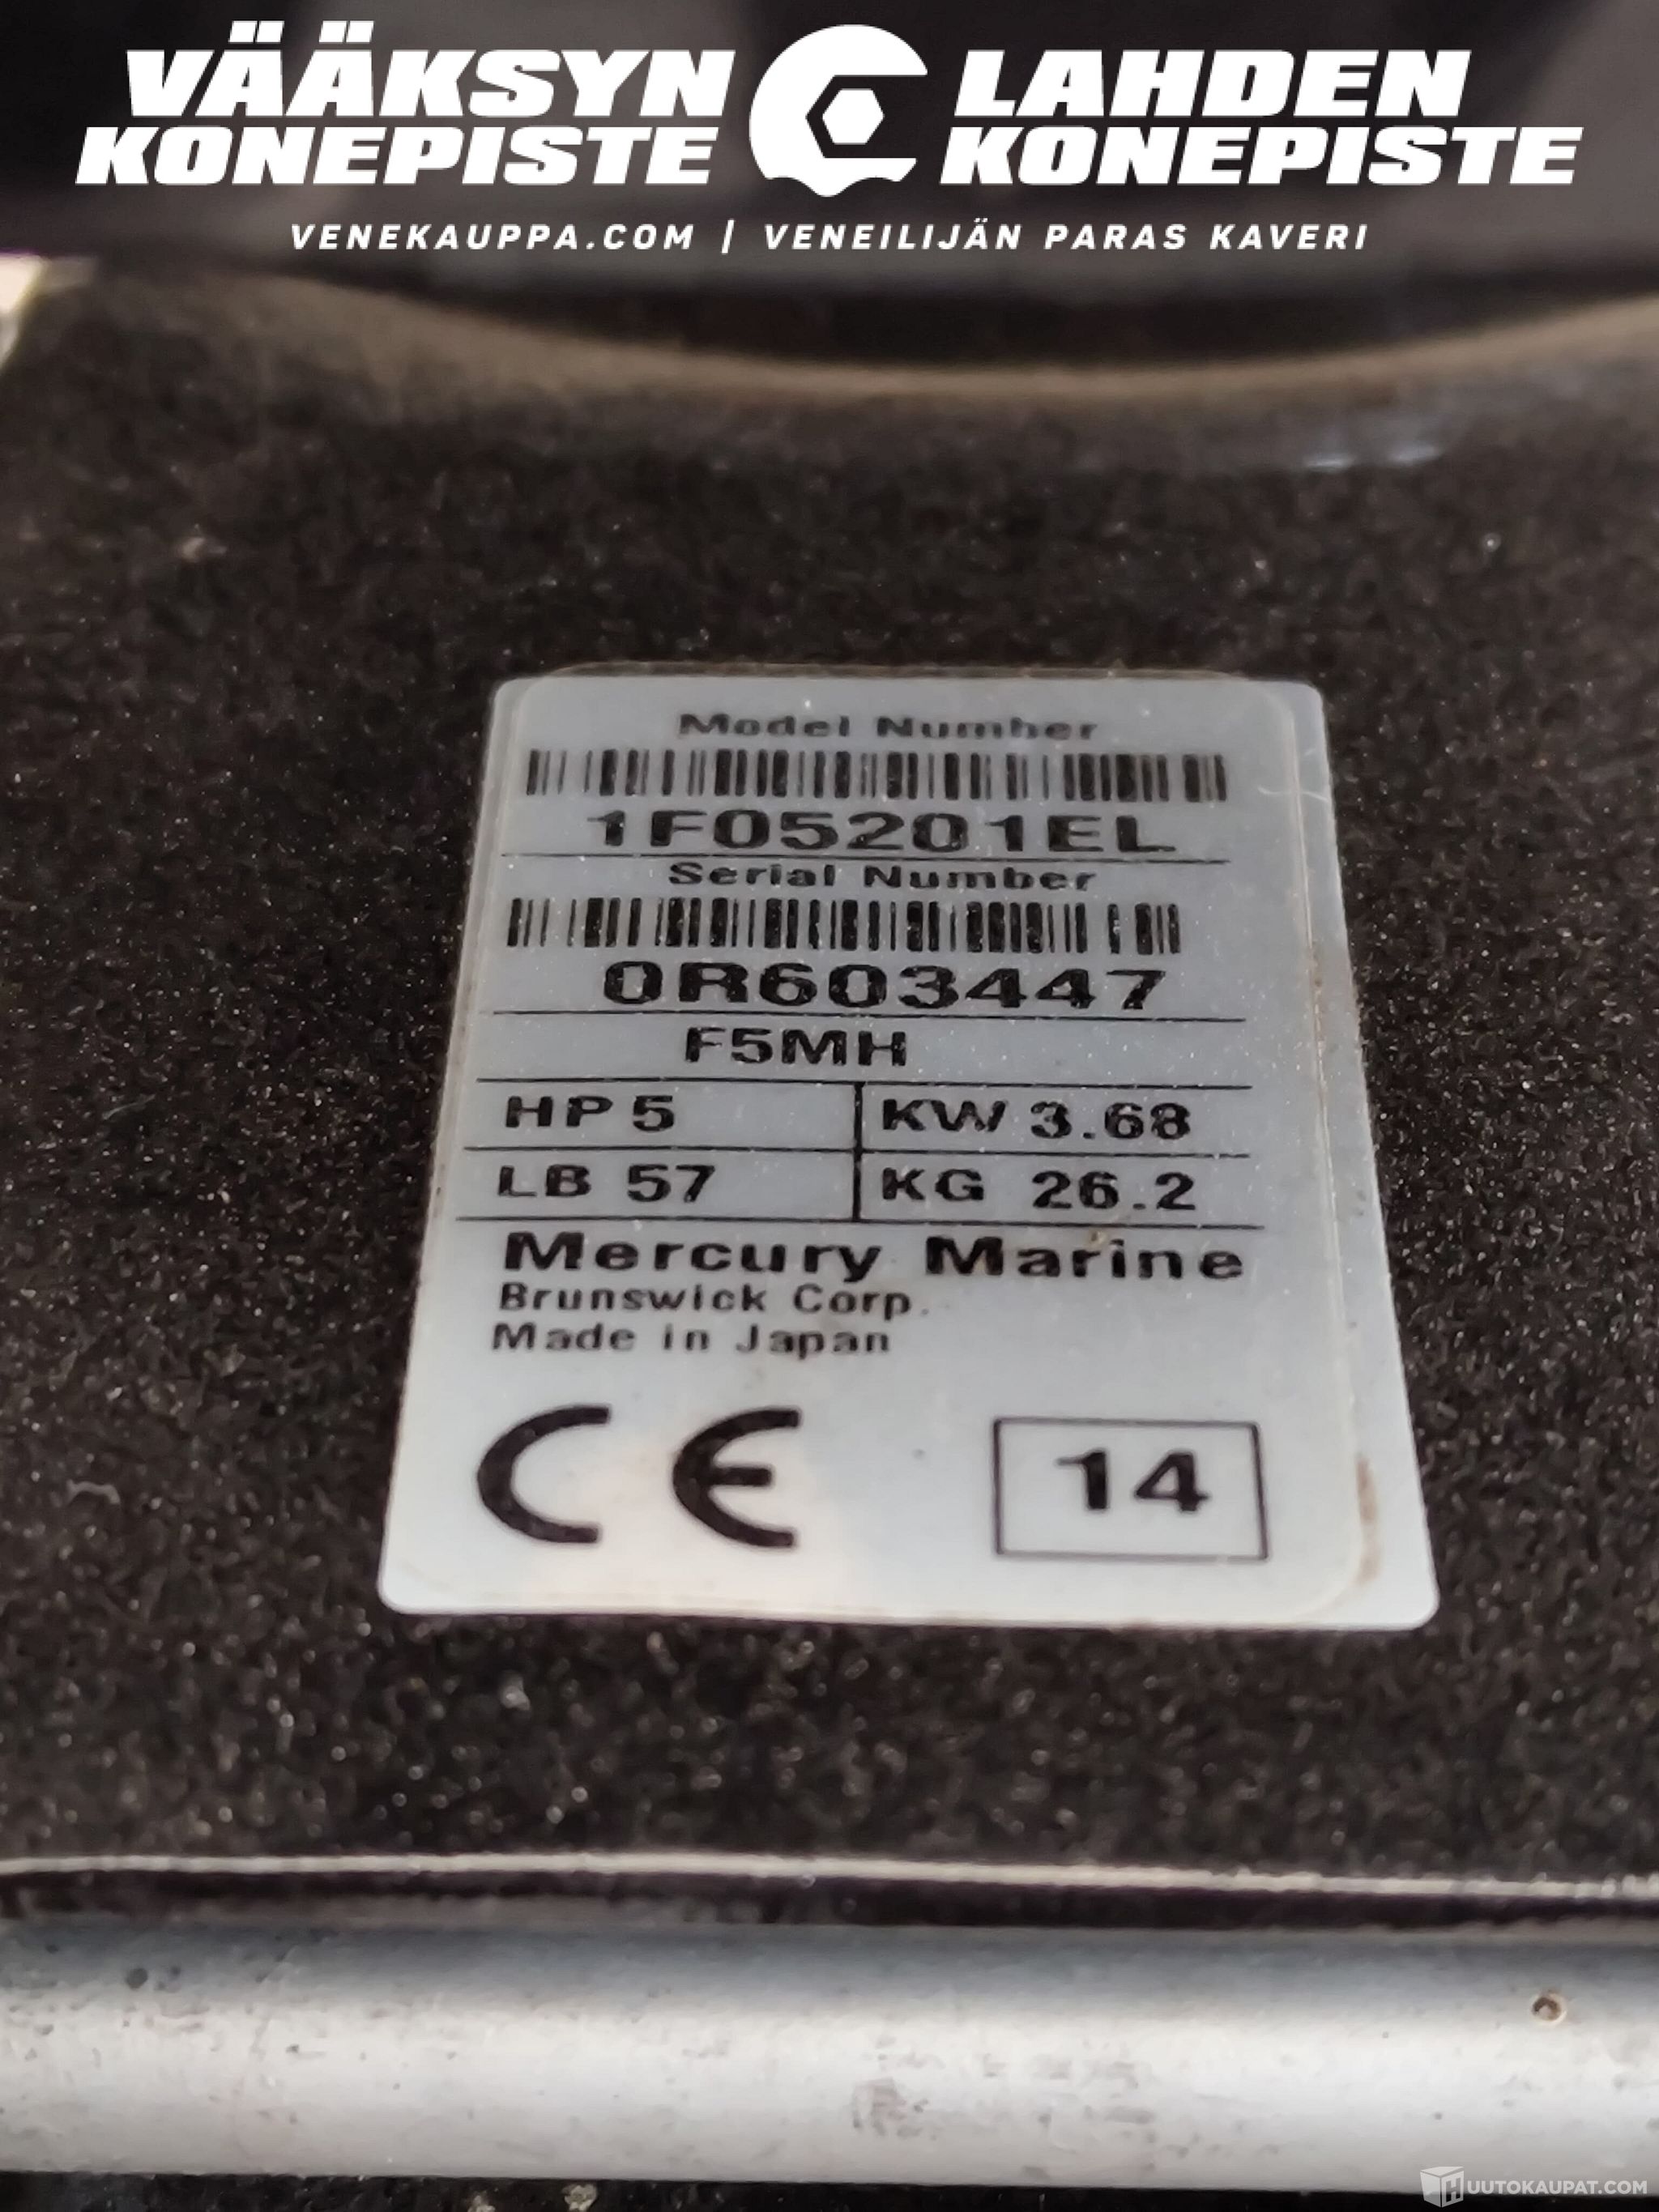 VÄÄKSYN KONEPISTE
LAHDEN KONEPISTE
VENEKAUPPA.COM | VENEILIJÄN PARAS KAVERI
Model Number
1F05201EL
Serial Number
0R603447
F5MH
HP 5 KW 3.68
LB 57 KG 26.2
Mercury Marine
Brunswick Corp.
Made in Japan
CE 14
HUUTOKAUPAT.COM